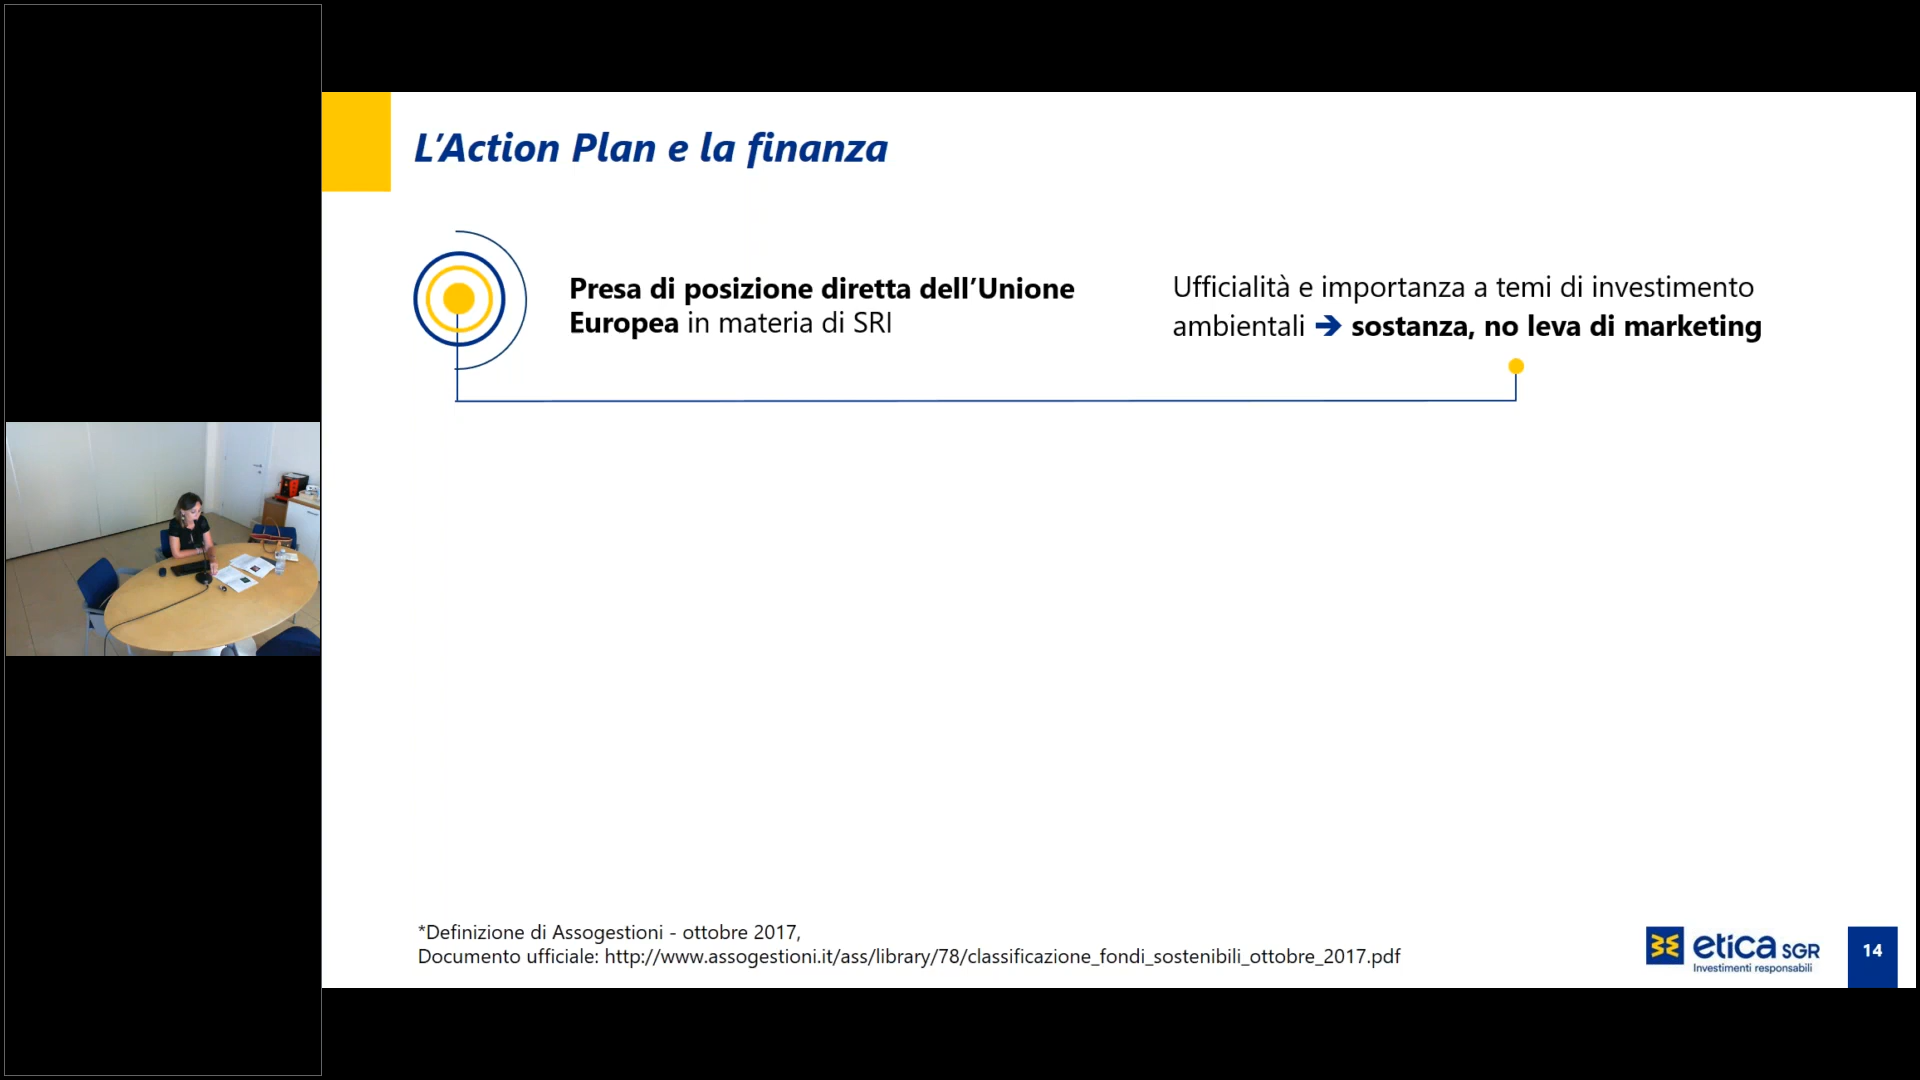 L’Action Plan e la finanza
Presa di posizione diretta dell’Unione
Europea in materia di SRI
Ufficialità e importanza a temi di investimento
ambientali ➔ sostanza, no leva di marketing
*Definizione di Assogestioni - ottobre 2017,
Documento ufficiale: http://www.assogestioni.it/ass/library/78/classificazione_fondi_sostenibili_ottobre_2017.pdf
etica SGR
Investimenti responsabili
14